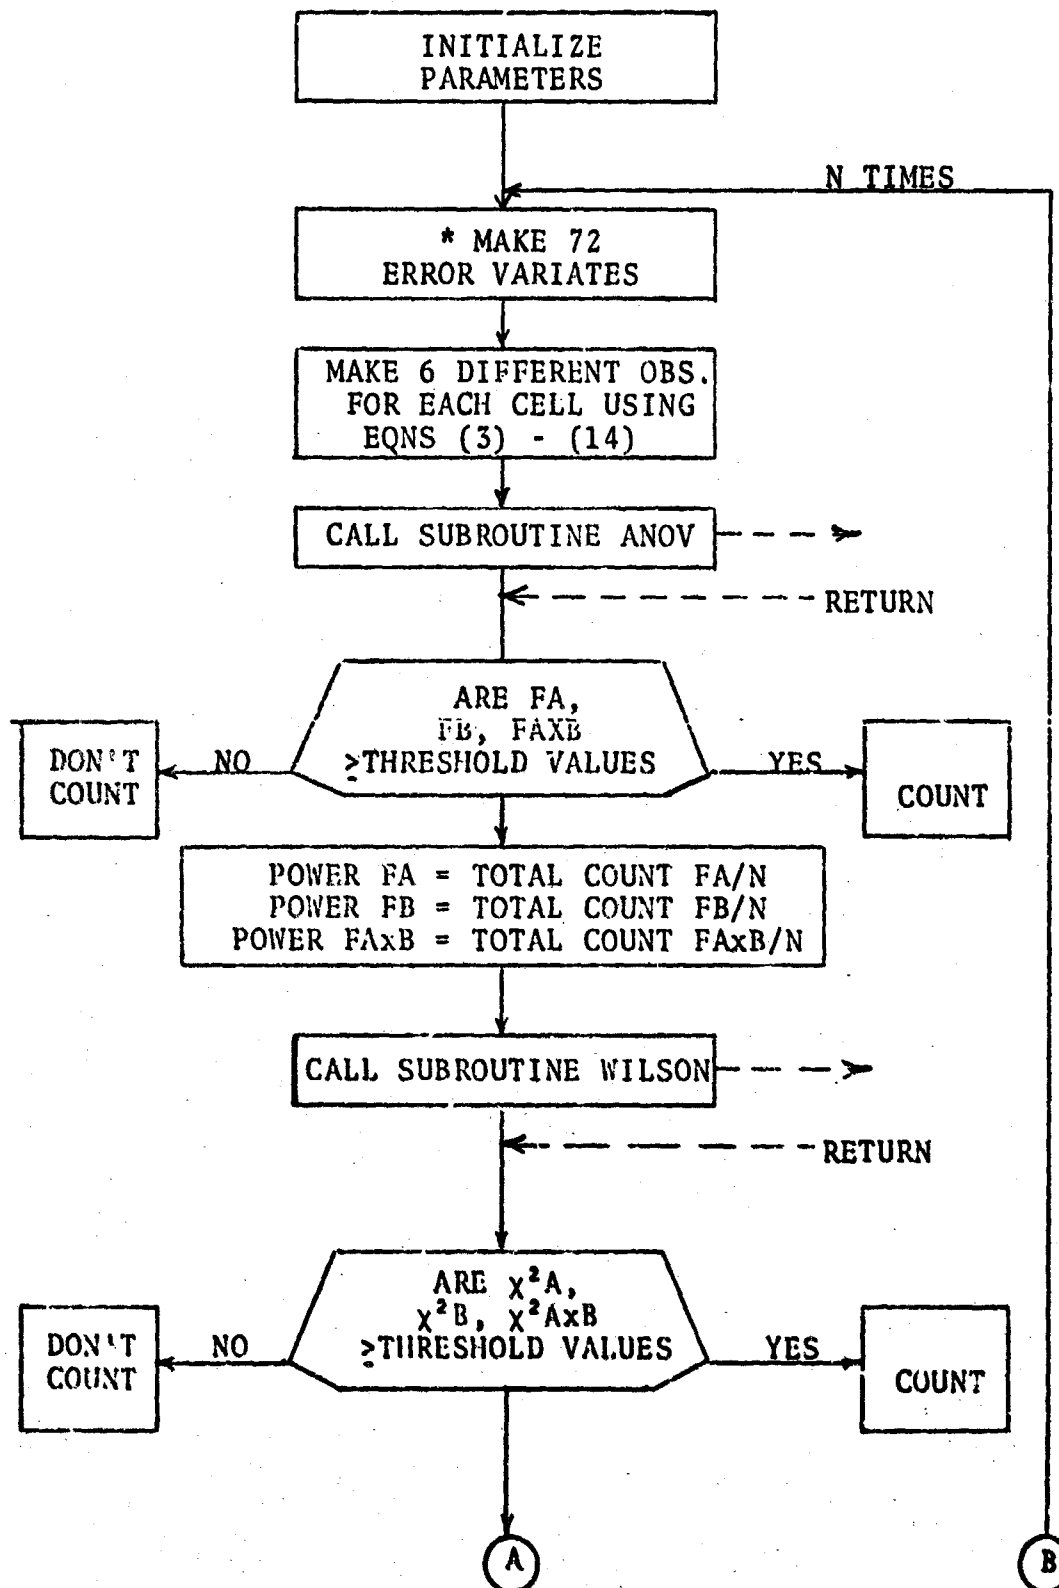 INITIALIZE
PARAMETERS
N TIMES
* MAKE 72
ERROR VARIATES
MAKE 6 DIFFERENT OBS.
FOR EACH CELL USING
EQNS (3) - (14)
CALL SUBROUTINE ANOV
RETURN
ARE FA,
FB, FAXB
≥THRESHOLD VALUES
NO
DON'T
COUNT
YES
COUNT
POWER FA = TOTAL COUNT FA/N
POWER FB = TOTAL COUNT FB/N
POWER FAxB = TOTAL COUNT FAxB/N
CALL SUBROUTINE WILSON
RETURN
ARE χ²A,
χ²B, χ²AxB
≥THRESHOLD VALUES
NO
DON'T
COUNT
YES
COUNT
A
B